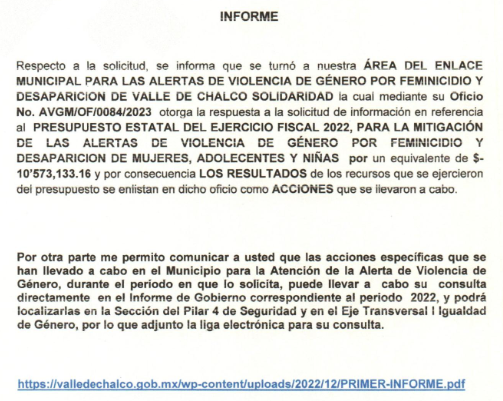 INFORME
Respecto a la solicitud, se informa que se turnó a nuestra ÁREA DEL ENLACE
MUNICIPAL PARA LAS ALERTAS DE VIOLENCIA DE GÉNERO POR FEMINICIDIO Y
DESAPARICION DE VALLE DE CHALCO SOLIDARIDAD la cual mediante su Oficio
No. AVGM/OF/0084/2023 otorga la respuesta a la solicitud de información en referencia
al PRESUPUESTO ESTATAL DEL EJERCICIO FISCAL 2022, PARA LA MITIGACIÓN
DE LAS ALERTAS DE VIOLENCIA DE GÉNERO POR FEMINICIDIO Y
DESAPARICION DE MUJERES, ADOLECENTES Y NIÑAS por un equivalente de $-
10'573,133.16 y por consecuencia LOS RESULTADOS de los recursos que se ejercieron
del presupuesto se enlistan en dicho oficio como ACCIONES que se llevaron a cabo.
Por otra parte me permito comunicar a usted que las acciones específicas que se
han llevado a cabo en el Municipio para la Atención de la Alerta de Violencia de
Género, durante el periodo en que lo solicita, puede llevar a cabo su consulta
directamente en el Informe de Gobierno correspondiente al periodo 2022, y podrá
localizarlas en la Sección del Pilar 4 de Seguridad y en el Eje Transversal I Igualdad
de Género, por lo que adjunto la liga electrónica para su consulta.
https://valledechalco.gob.mx/wp-content/uploads/2022/12/PRIMER-INFORME.pdf